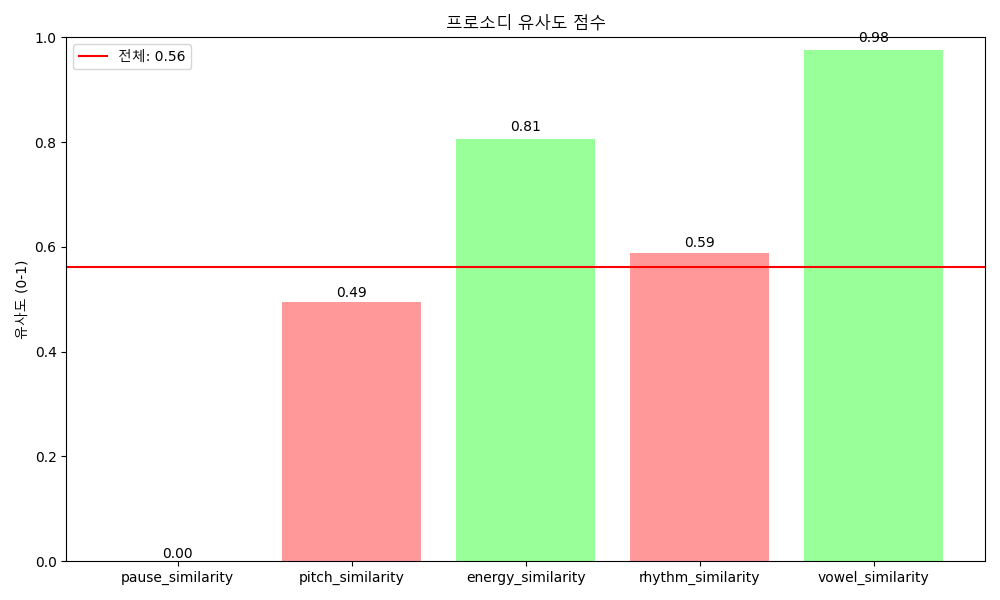 프로소디 유사도 점수
전체: 0.56
유사도 (0-1)
1.0
0.8
0.6
0.4
0.2
0.0
0.00
0.49
0.81
0.59
0.98
pause_similarity
pitch_similarity
energy_similarity
rhythm_similarity
vowel_similarity